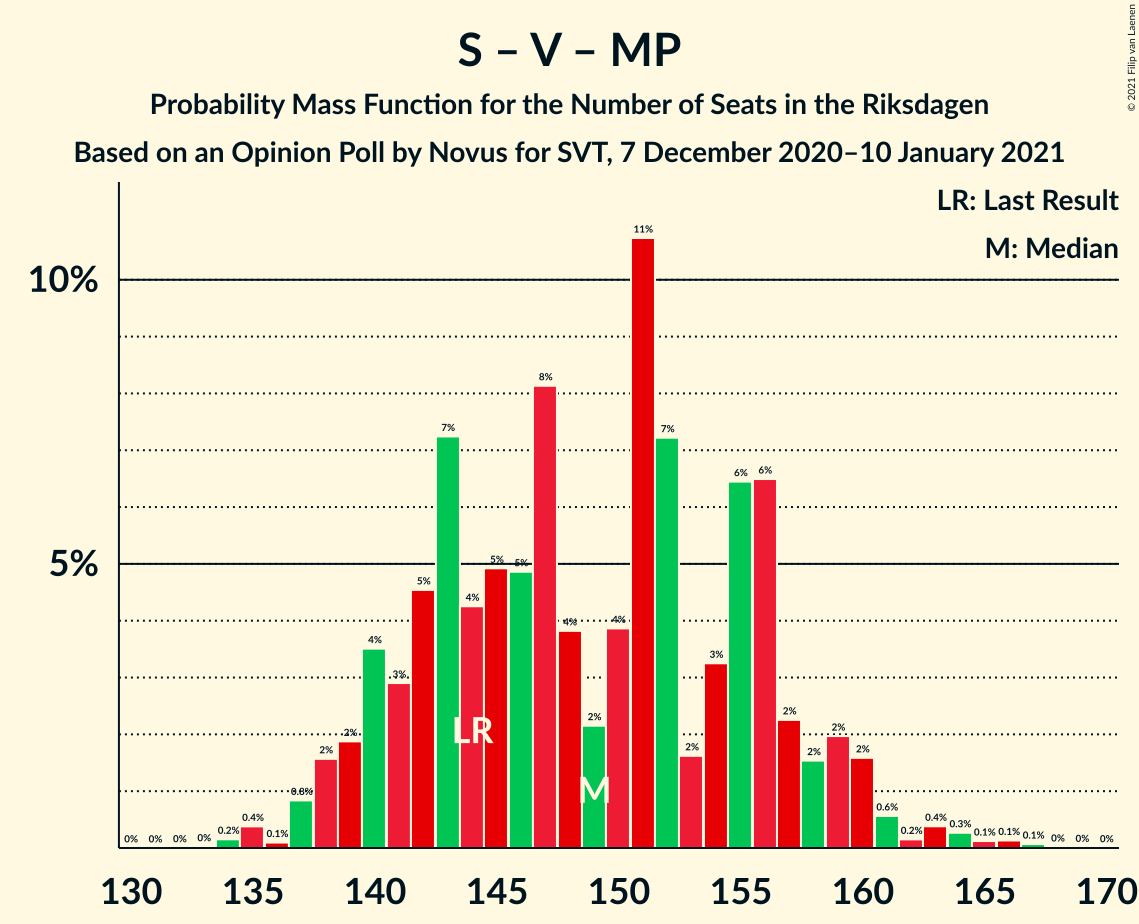 S – V – MP
Probability Mass Function for the Number of Seats in the Riksdagen
Based on an Opinion Poll by Novus for SVT, 7 December 2020–10 January 2021
© 2021 Filip van Laenen
LR: Last Result
M: Median
10%
5%
0% 0% 0% 0% 0.2% 0.4% 0.1% 0.8% 2% 2% 4% 3% 5% 7% 4% 5% 5% 8% 4% 2% 4% 11% 7% 2% 3% 6% 6% 2% 2% 2% 2% 0.6% 0.2% 0.4% 0.3% 0.1% 0.1% 0.1% 0% 0% 0%
LR
M
130 135 140 145 150 155 160 165 170